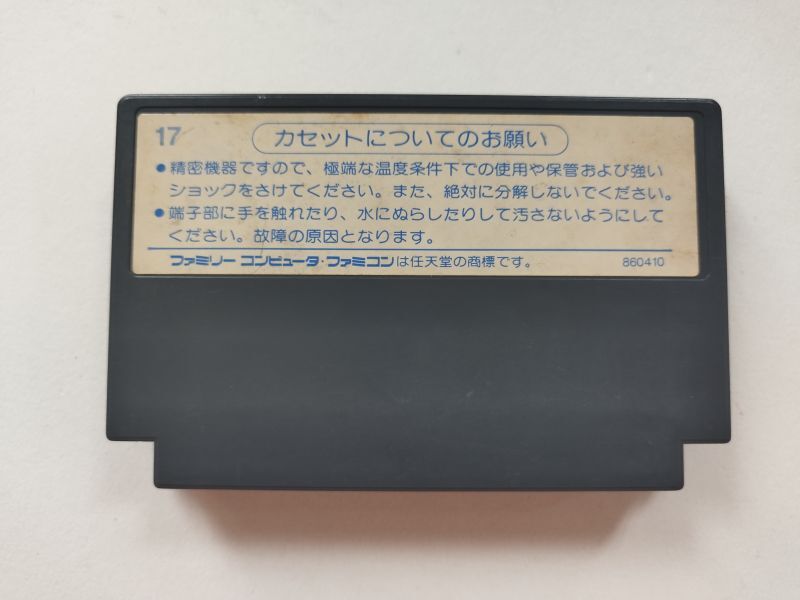 17
カセットについてのお願い
●精密機器ですので、極端な温度条件下での使用や保管および強い
ショックをさけてください。また、絶対に分解しないでください。
●端子部に手を触れたり、水にぬらしたりして汚さないようにして
ください。故障の原因となります。
ファミリー コンピュータ・ファミコンは任天堂の商標です。 860410